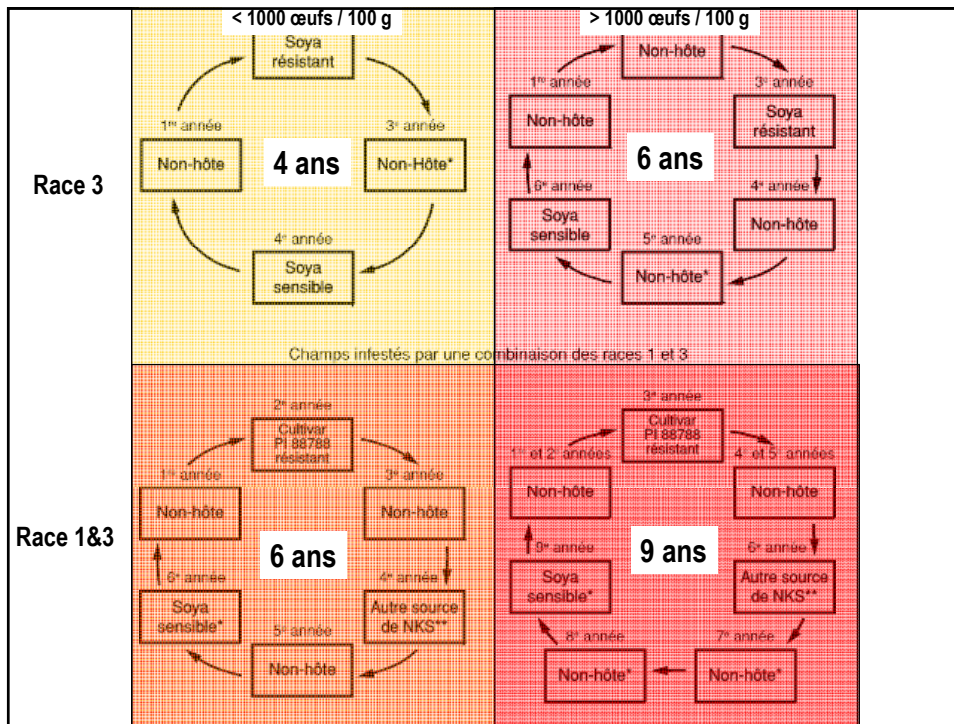 < 1000 œufs / 100 g
Soya
résistant
1re année
3e année
Non-hôte
4 ans
Non-Hôte*
4e année
Soya
sensible
> 1000 œufs / 100 g
Non-hôte
1re année
3e année
Non-hôte
Soya
résistant
6 ans
6e année
4e année
Soya
sensible
Non-hôte
5e année
Non-hôte*
Race 3
Champs infestés par une combinaison des races 1 et 3
2e année
Cultivar
PI 88788
résistant
1re année
3e année
Non-hôte
Non-hôte
6 ans
6e année
4e année
Soya
sensible*
Autre source
de NKS**
5e année
Non-hôte
3e année
Cultivar
PI 88788
résistant
1re et 2e années
4e et 5e années
Non-hôte
Non-hôte
9 ans
9e année
6e année
Soya
sensible*
Autre source
de NKS**
8e année
7e année
Non-hôte*
Non-hôte*
Race 1&3